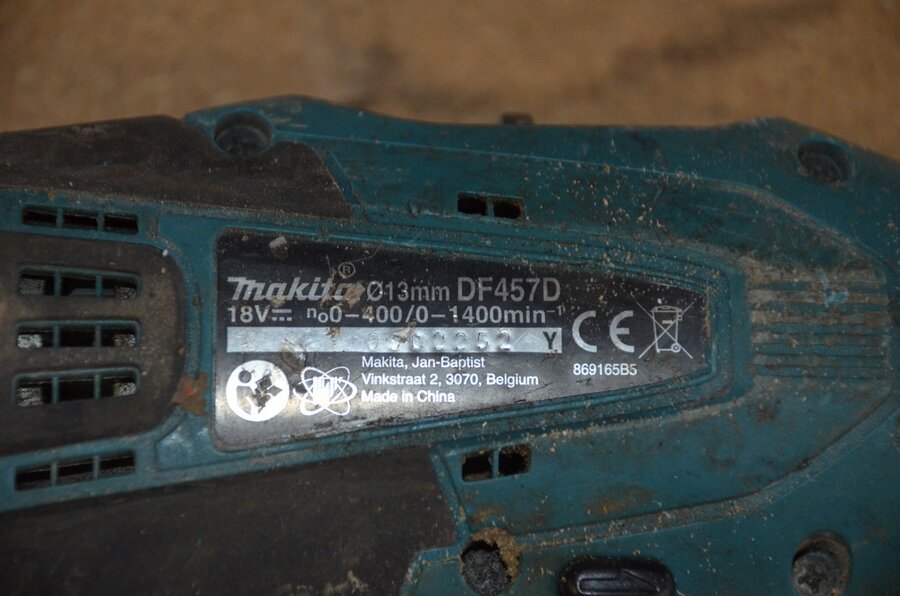 Makita® Ø13mm DF457D
18V⎓ n₀0-400/0-1400min⁻¹
Y
CE
Makita, Jan-Baptist
Vinkstraat 2, 3070, Belgium
Made in China
869165B5